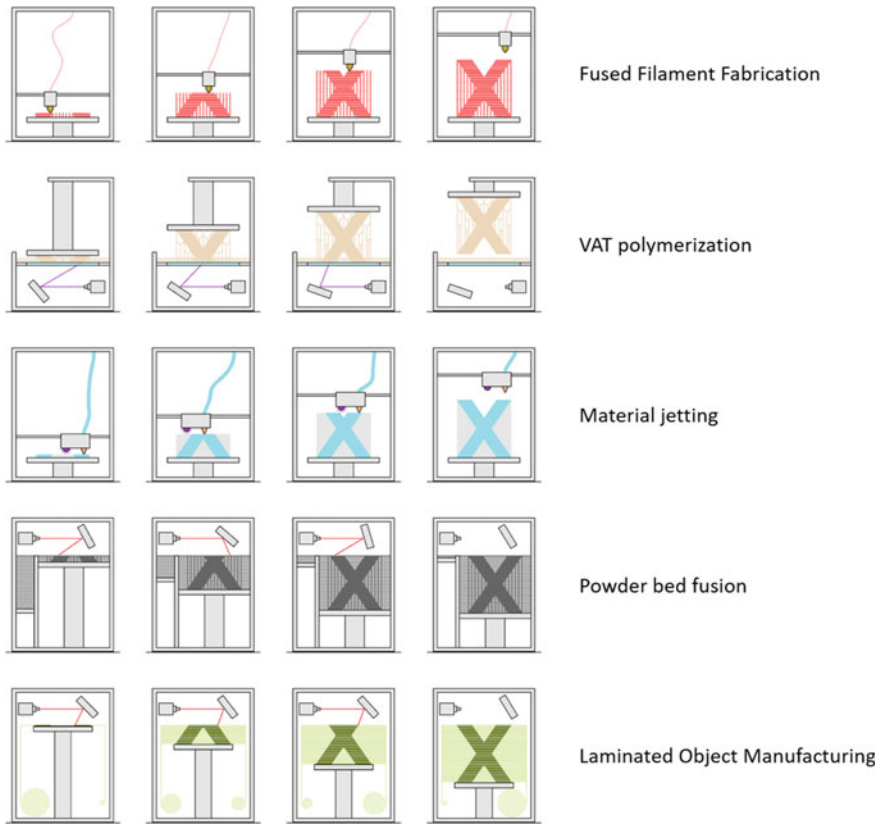 Fused Filament Fabrication
VAT polymerization
Material jetting
Powder bed fusion
Laminated Object Manufacturing